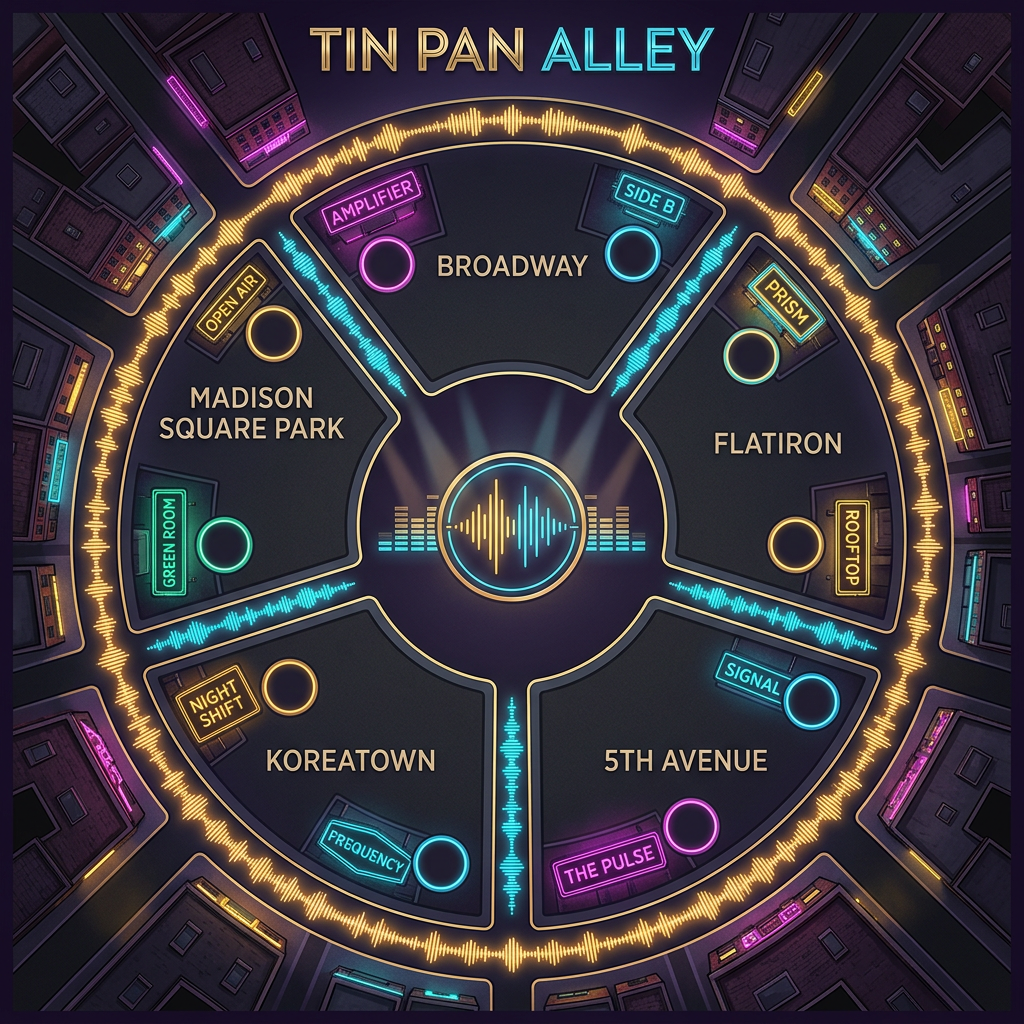 TIN PAN ALLEY
AMPLIFIER
SIDE B
BROADWAY
OPEN AIR
PRISM
MADISON
SQUARE PARK
FLATIRON
GREEN ROOM
ROOFTOP
NIGHT
SHIFT
SIGNAL
KOREATOWN
5TH AVENUE
FREQUENCY
THE PULSE